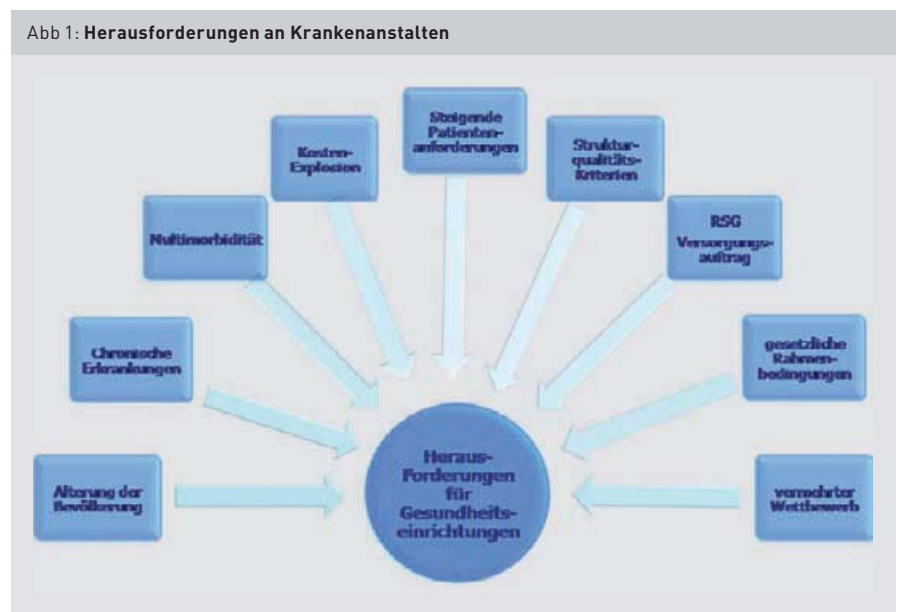 Abb 1: Herausforderungen an Krankenanstalten
Steigende
Patienten-
anforderungen
Kosten-
Explosion
Struktur-
qualitäts-
Kriterien
Multimorbidität
RSG
Versorgungs-
auftrag
Chronische
Erkrankungen
gesetzliche
Rahmen-
bedingungen
Alterung der
Bevölkerung
Heraus-
Forderungen
für
Gesundheits-
einrichtungen
vermehrter
Wettbewerb